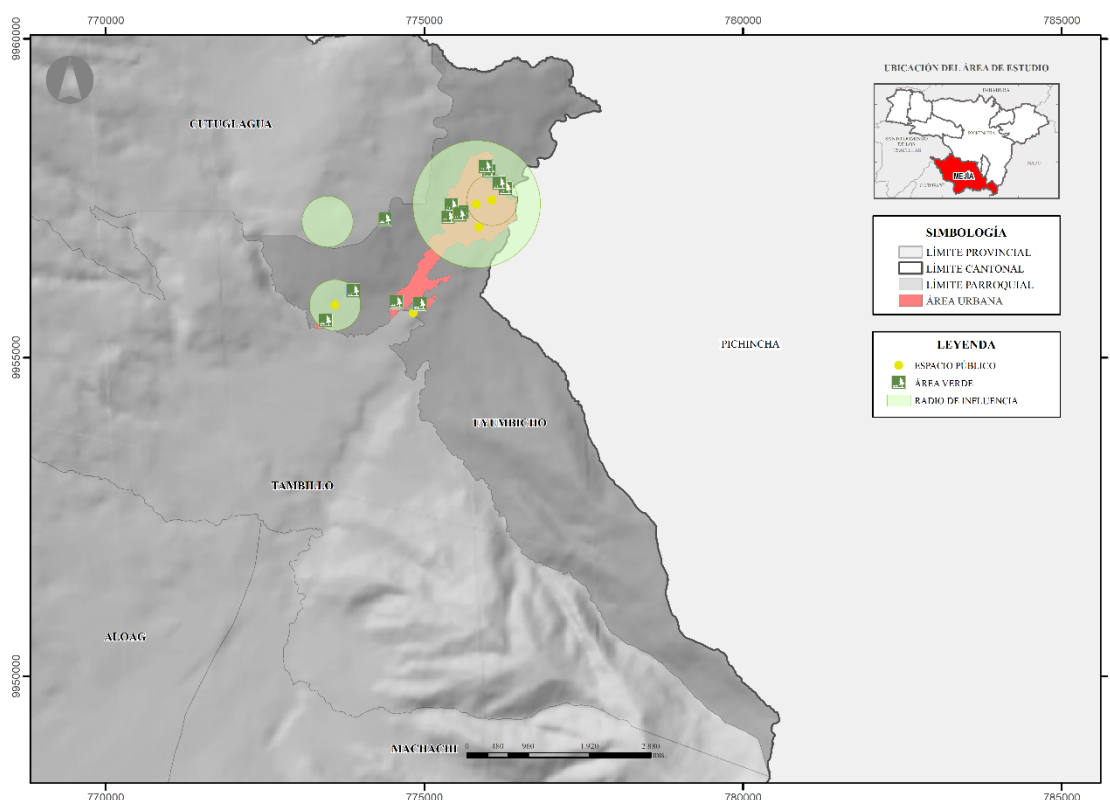 770000
775000
780000
785000
9960000
9955000
9950000
CUTUGLAGUA
UYUMBICHO
TAMBILLO
ALOAG
MACHACHI
PICHINCHA
0 480 960 1.920 2.880
UBICACIÓN DEL ÁREA DE ESTUDIO
PICHINCHA
MEJÍA
SIMBOLOGÍA
LÍMITE PROVINCIAL
LÍMITE CANTONAL
LÍMITE PARROQUIAL
ÁREA URBANA
LEYENDA
ESPACIO PÚBLICO
ÁREA VERDE
RADIO DE INFLUENCIA
770000
775000
780000
785000